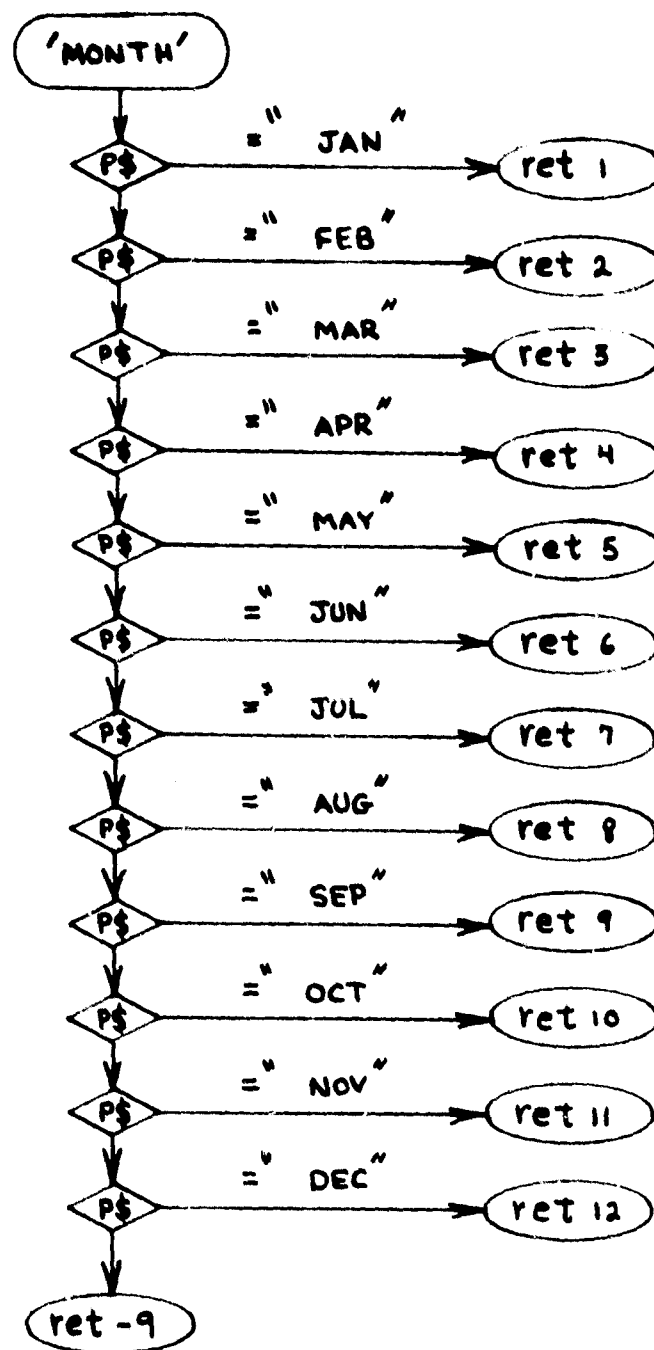 'MONTH'
P$ =" JAN" ret 1
P$ =" FEB" ret 2
P$ =" MAR" ret 3
P$ =" APR" ret 4
P$ =" MAY" ret 5
P$ =" JUN" ret 6
P$ =" JUL" ret 7
P$ =" AUG" ret 8
P$ =" SEP" ret 9
P$ =" OCT" ret 10
P$ =" NOV" ret 11
P$ =" DEC" ret 12
ret -9